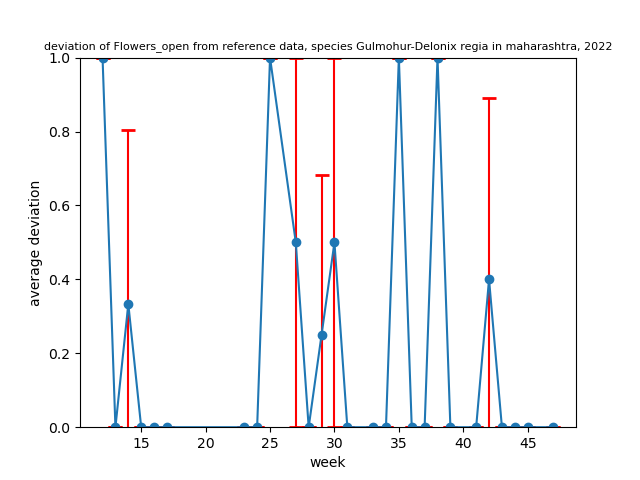 deviation of Flowers_open from reference data, species Gulmohur-Delonix regia in maharashtra, 2022
1.0
0.8
0.6
0.4
0.2
0.0
average deviation
15 20 25 30 35 40 45
week